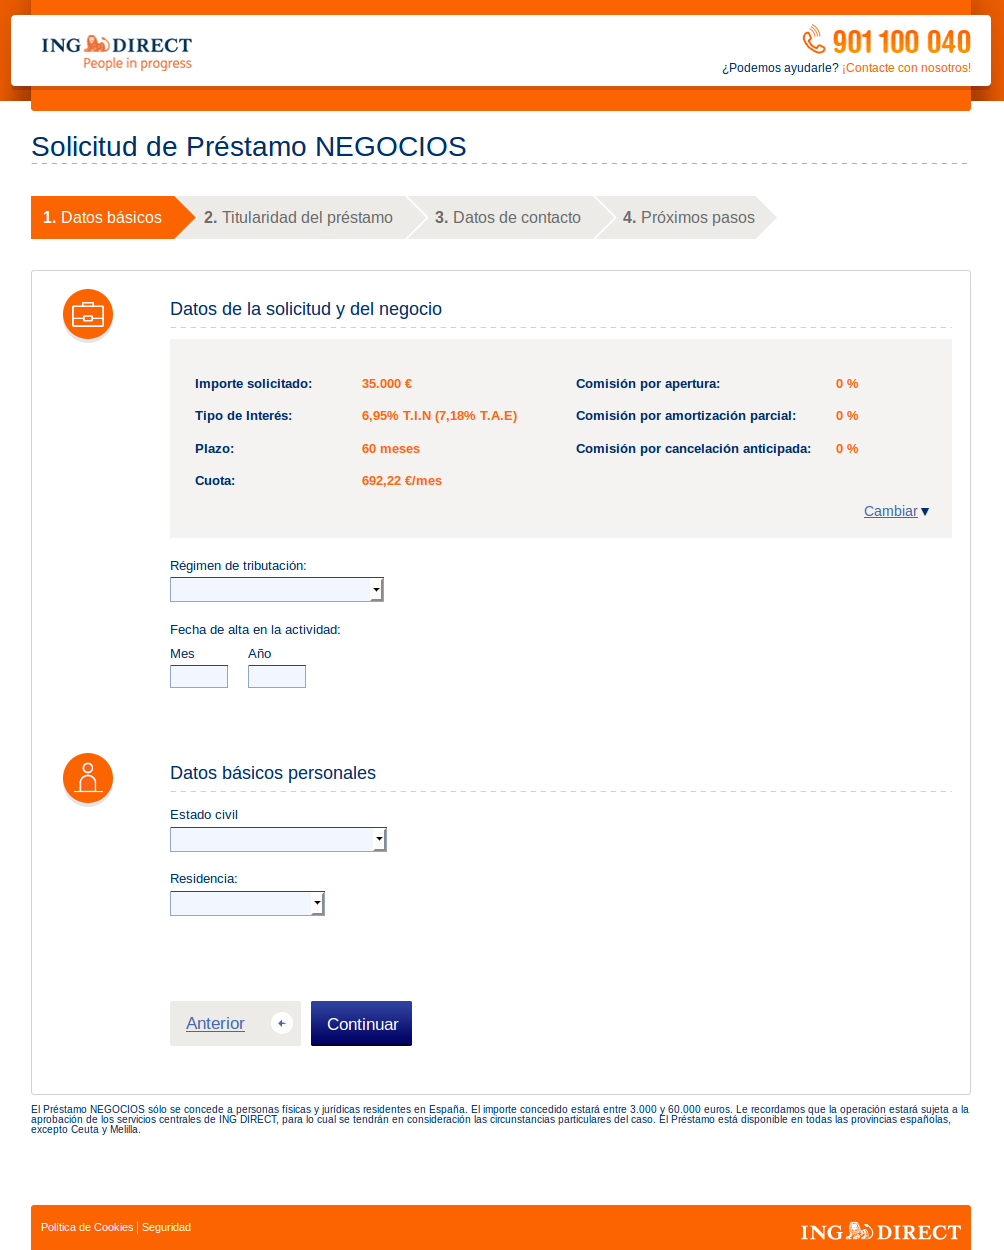 ING DIRECT
People in progress
901 100 040
¿Podemos ayudarle? ¡Contacte con nosotros!
Solicitud de Préstamo NEGOCIOS
1. Datos básicos
2. Titularidad del préstamo
3. Datos de contacto
4. Próximos pasos
Datos de la solicitud y del negocio
Importe solicitado: 35.000 € Comisión por apertura: 0 %
Tipo de Interés: 6,95% T.I.N (7,18% T.A.E) Comisión por amortización parcial: 0 %
Plazo: 60 meses Comisión por cancelación anticipada: 0 %
Cuota: 692,22 €/mes
Cambiar
Régimen de tributación:
Fecha de alta en la actividad:
Mes Año
Datos básicos personales
Estado civil
Residencia:
Anterior Continuar
El Préstamo NEGOCIOS sólo se concede a personas físicas y jurídicas residentes en España. El importe concedido estará entre 3.000 y 60.000 euros. Le recordamos que la operación estará sujeta a la
aprobación de los servicios centrales de ING DIRECT, para lo cual se tendrán en consideración las circunstancias particulares del caso. El Préstamo está disponible en todas las provincias españolas,
excepto Ceuta y Melilla.
Política de Cookies | Seguridad
ING DIRECT